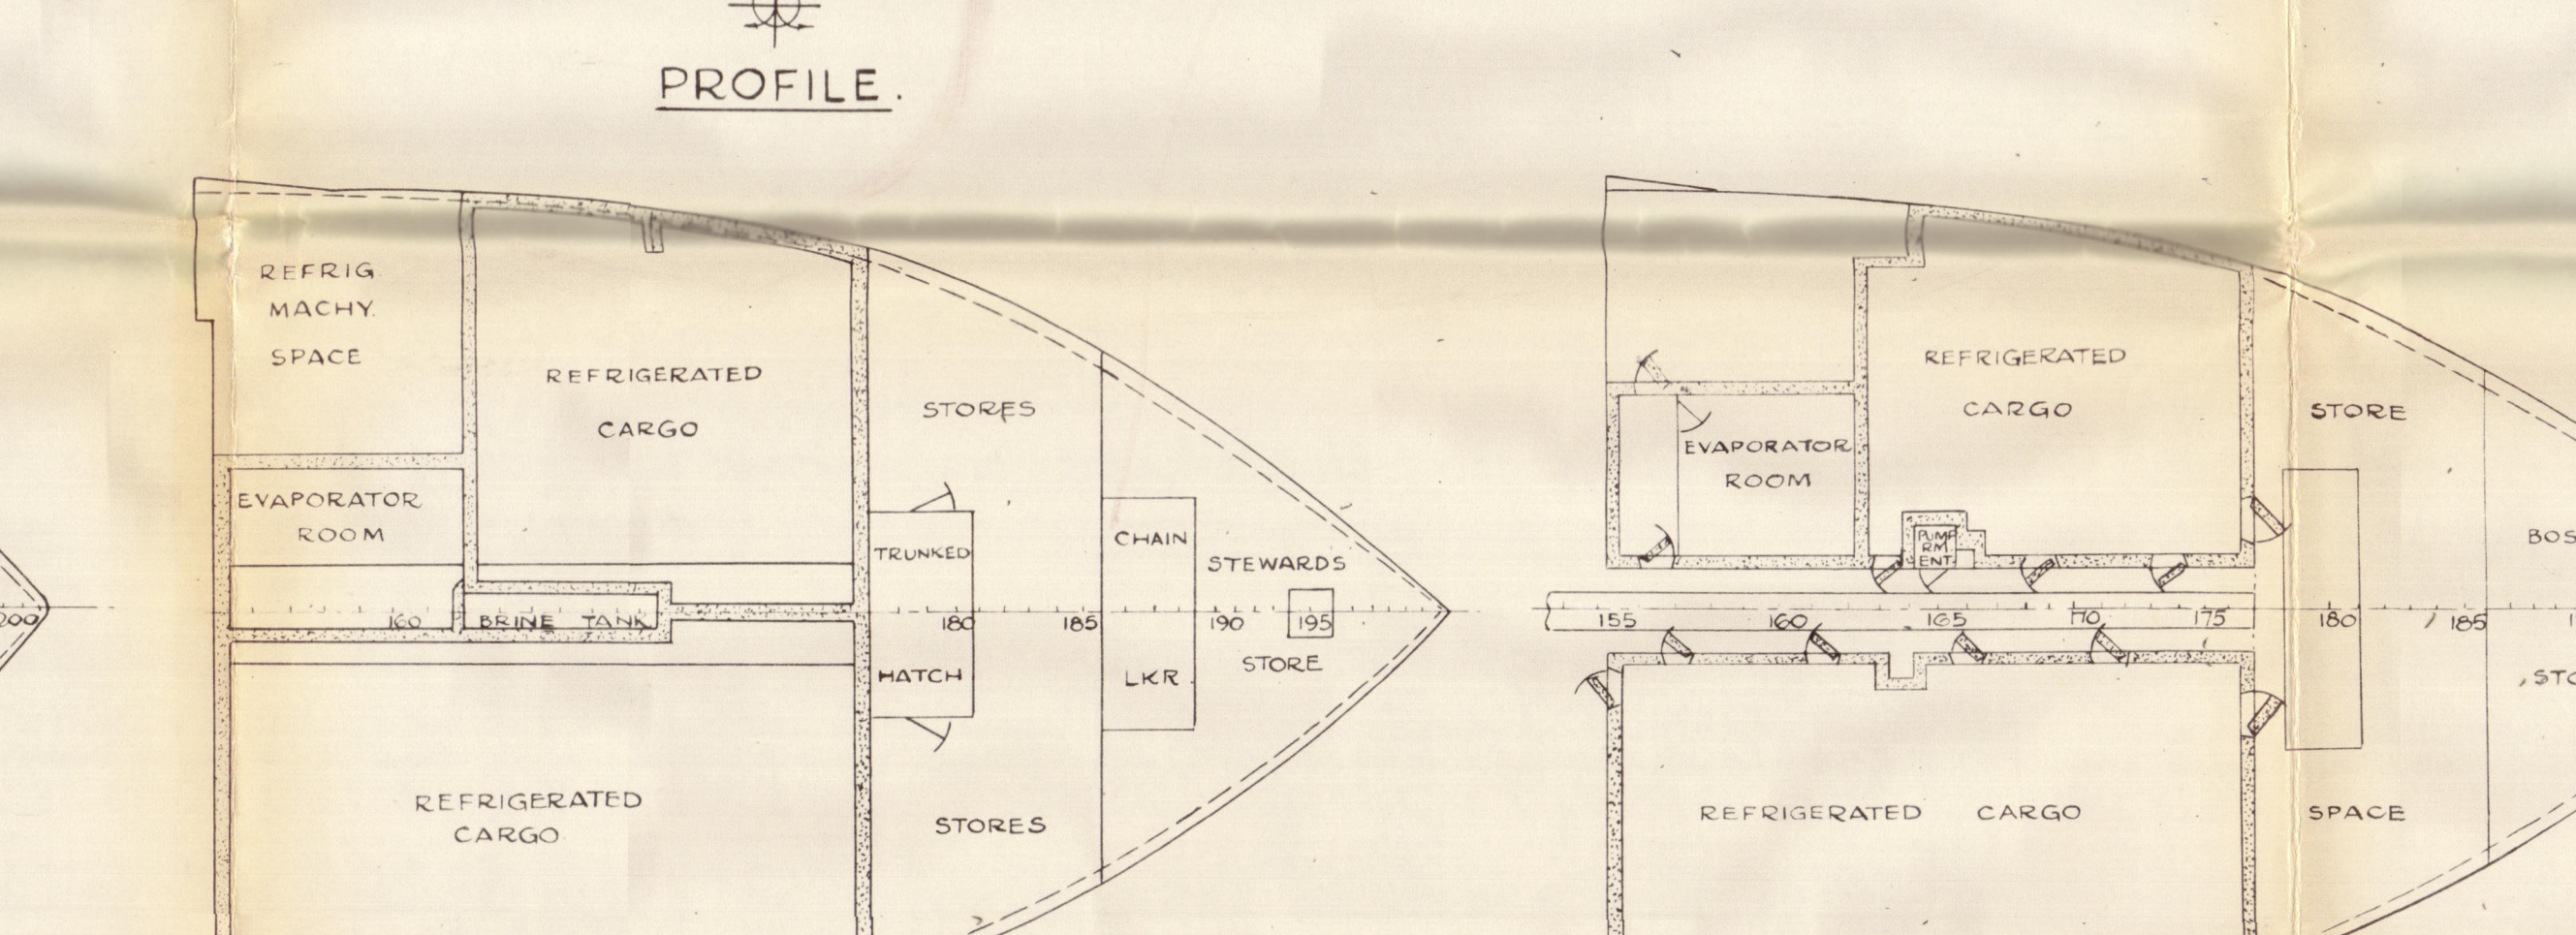 PROFILE.
REFRIG.
MACHY.
SPACE
REFRIGERATED
CARGO
EVAPORATOR
ROOM
160
BRINE TANK
REFRIGERATED
CARGO
STORES
TRUNKED
180
HATCH
STORES
185
CHAIN
LKR.
STEWARDS
190
195
STORE
200
REFRIGERATED
CARGO
EVAPORATOR
ROOM
PUMP
RM
ENT.
155
160
165
170
175
REFRIGERATED CARGO
STORE
180
185
SPACE